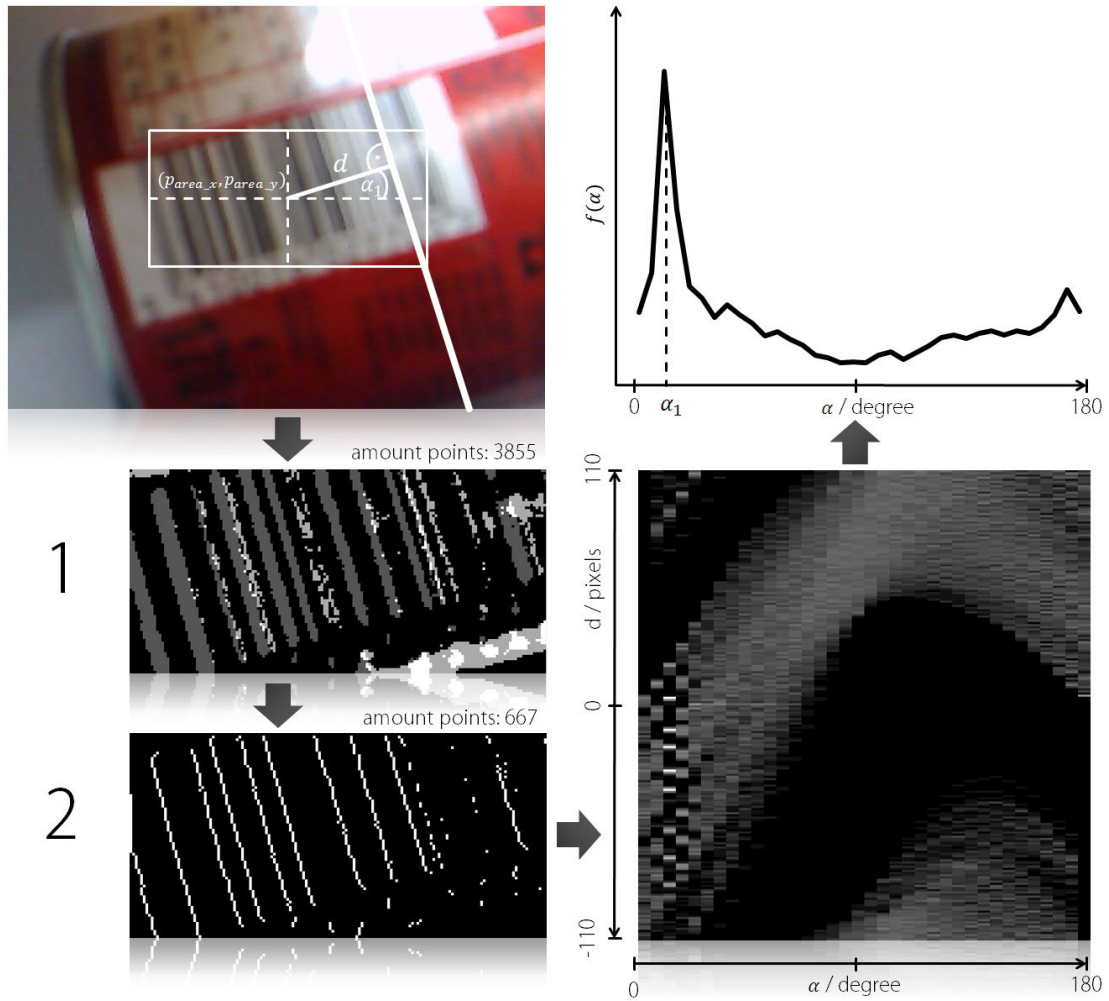 (p_area_x, p_area_y)
d
α₁
amount points: 3855
1
amount points: 667
2
f(α)
0
α₁
α / degree
180
110
d / pixels
0
-110
0
α / degree
180